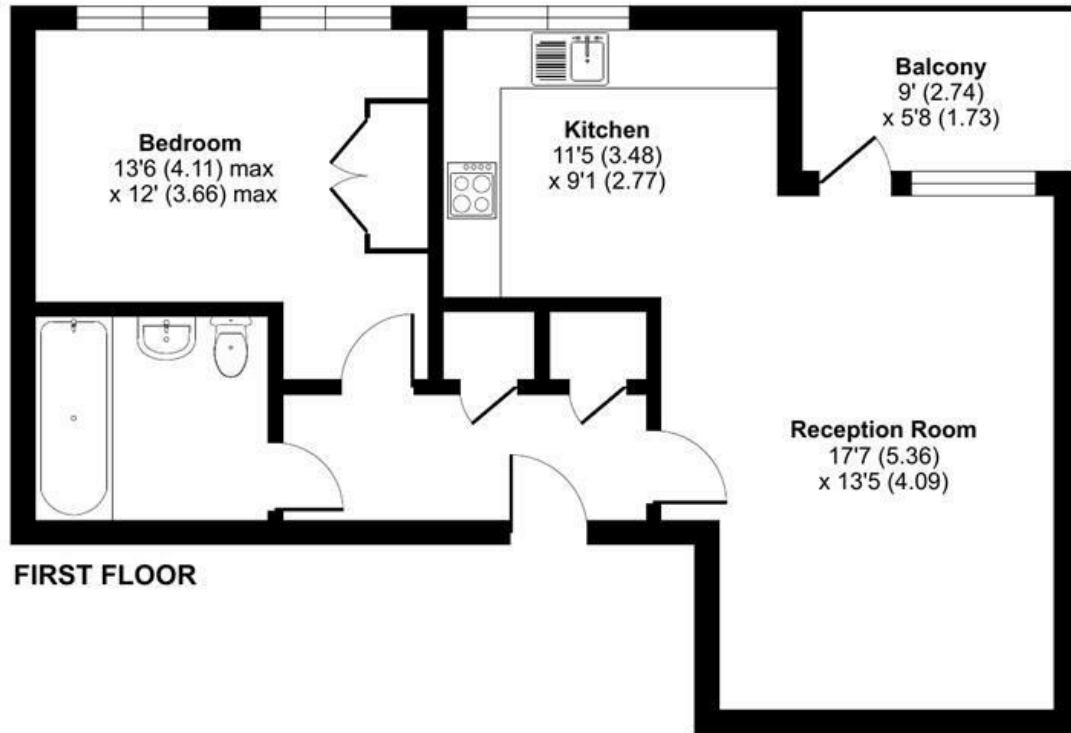 Bedroom
13'6 (4.11) max
x 12' (3.66) max
Kitchen
11'5 (3.48)
x 9'1 (2.77)
Balcony
9' (2.74)
x 5'8 (1.73)
Reception Room
17'7 (5.36)
x 13'5 (4.09)
FIRST FLOOR